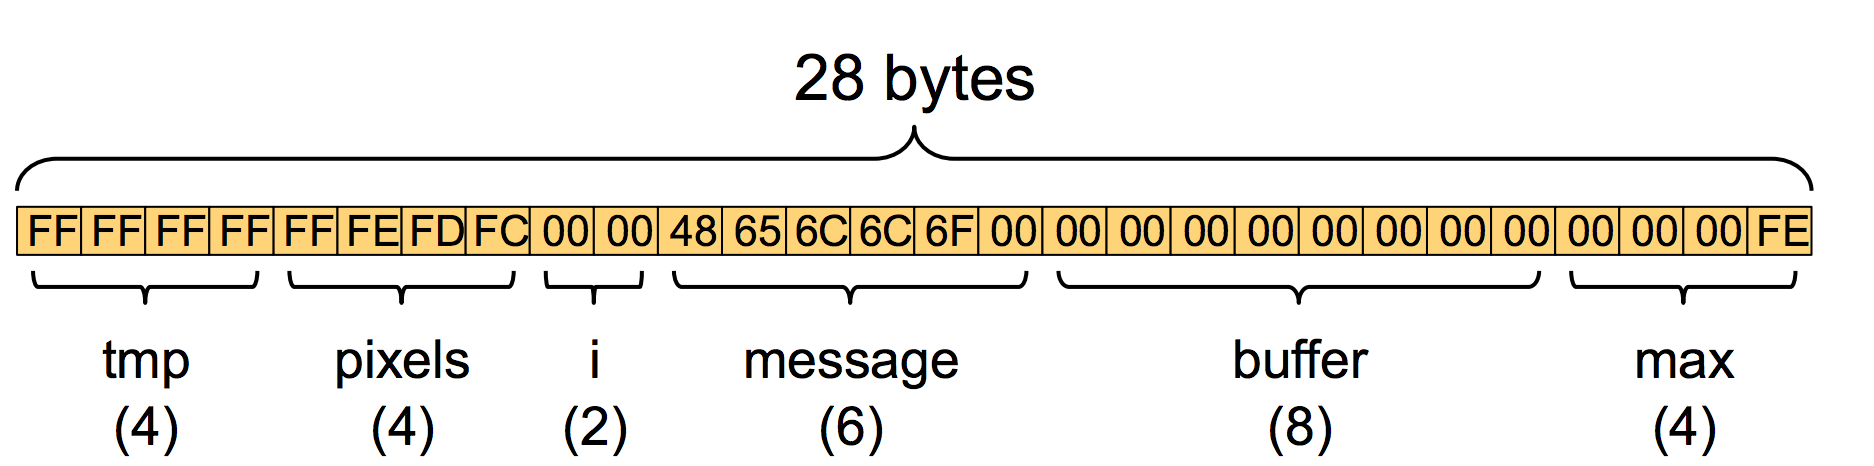 28 bytes
FF FF FF FF FF FE FD FC 00 00 48 65 6C 6C 6F 00 00 00 00 00 00 00 00 00 00 00 00 FE
tmp pixels i message buffer max
(4) (4) (2) (6) (8) (4)